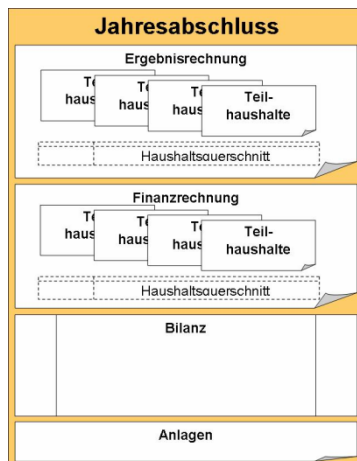 Jahresabschluss
Ergebnisrechnung
Teil-
haushalte
Haushaltsquerschnitt
Finanzrechnung
Teil-
haushalte
Haushaltsquerschnitt
Bilanz
Anlagen